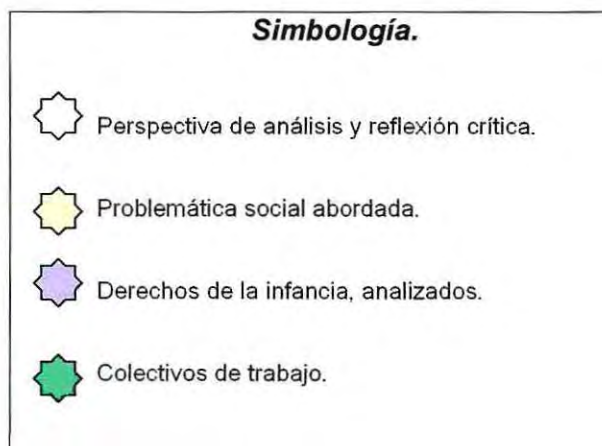 Simbología.
Perspectiva de análisis y reflexión crítica.
Problemática social abordada.
Derechos de la infancia, analizados.
Colectivos de trabajo.